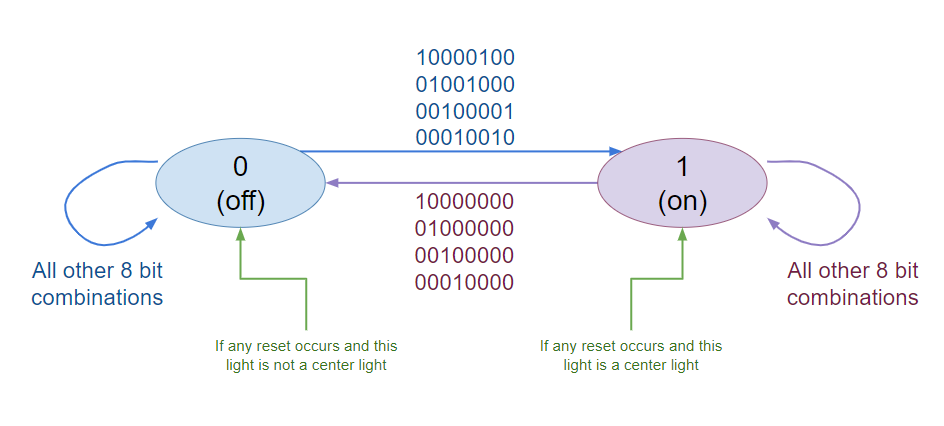 10000100
01001000
00100001
00010010
0
(off)
1
(on)
10000000
01000000
00100000
00010000
All other 8 bit
combinations
All other 8 bit
combinations
If any reset occurs and this
light is not a center light
If any reset occurs and this
light is a center light